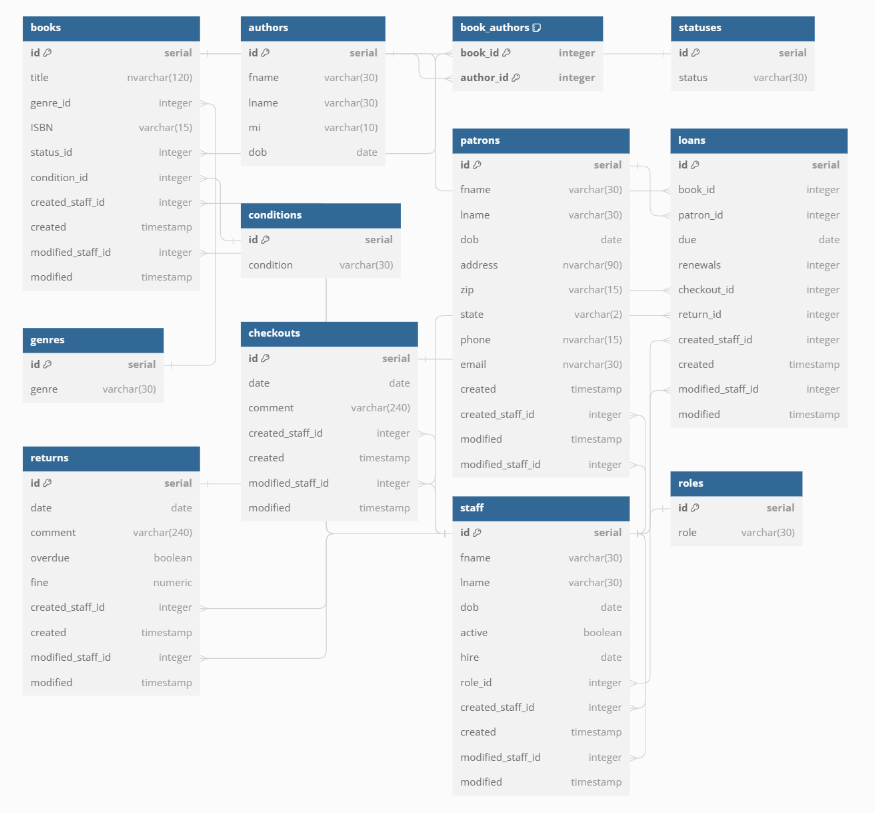 books
id serial
title nvarchar(120)
genre_id integer
ISBN varchar(15)
status_id integer
condition_id integer
created_staff_id integer
created timestamp
modified_staff_id integer
modified timestamp
authors
id serial
fname varchar(30)
lname varchar(30)
mi varchar(10)
dob date
book_authors
book_id integer
author_id integer
statuses
id serial
status varchar(30)
patrons
id serial
fname varchar(30)
lname varchar(30)
dob date
address nvarchar(90)
zip varchar(15)
state varchar(2)
phone nvarchar(15)
email nvarchar(30)
created timestamp
created_staff_id integer
modified timestamp
modified_staff_id integer
loans
id serial
book_id integer
patron_id integer
due date
renewals integer
checkout_id integer
return_id integer
created_staff_id integer
created timestamp
modified_staff_id integer
modified timestamp
conditions
id serial
condition varchar(30)
genres
id serial
genre varchar(30)
checkouts
id serial
date date
comment varchar(240)
created_staff_id integer
created timestamp
modified_staff_id integer
modified timestamp
returns
id serial
date date
comment varchar(240)
overdue boolean
fine numeric
created_staff_id integer
created timestamp
modified_staff_id integer
modified timestamp
staff
id serial
fname varchar(30)
lname varchar(30)
dob date
active boolean
hire date
role_id integer
created_staff_id integer
created timestamp
modified_staff_id integer
modified timestamp
roles
id serial
role varchar(30)